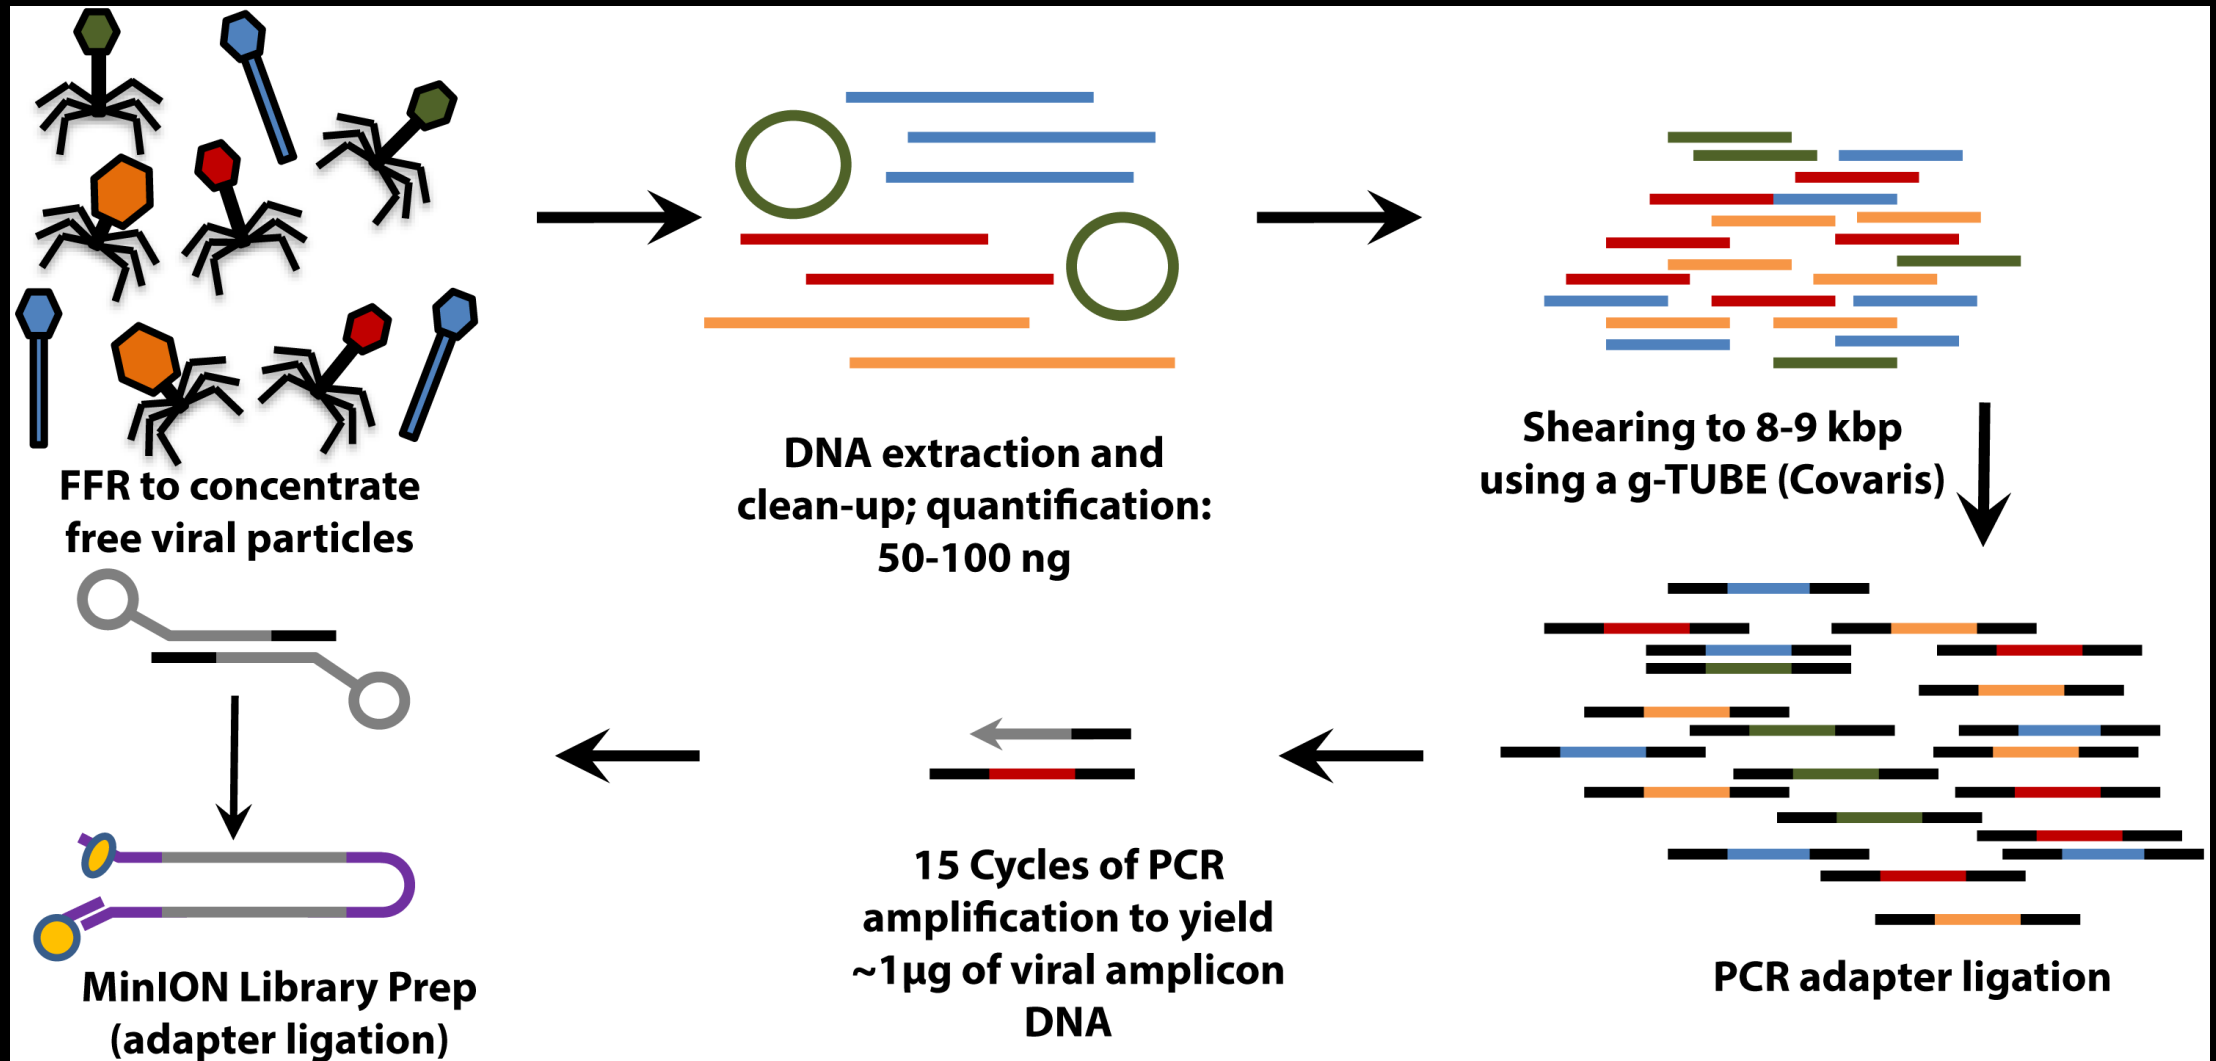 FFR to concentrate
free viral particles
DNA extraction and
clean-up; quantification:
50-100 ng
Shearing to 8-9 kbp
using a g-TUBE (Covaris)
PCR adapter ligation
15 Cycles of PCR
amplification to yield
~1µg of viral amplicon
DNA
MinION Library Prep
(adapter ligation)